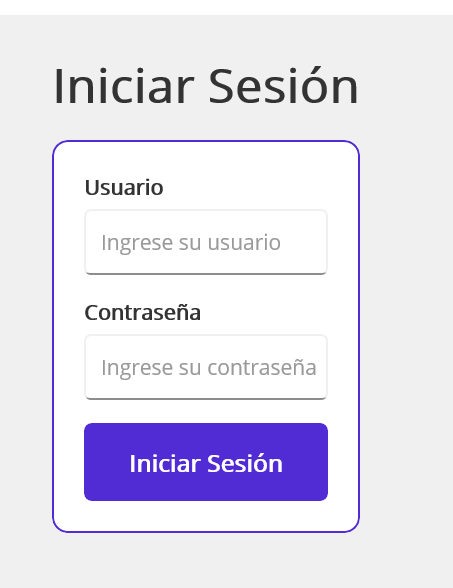 Iniciar Sesión
Usuario
Ingrese su usuario
Contraseña
Ingrese su contraseña
Iniciar Sesión